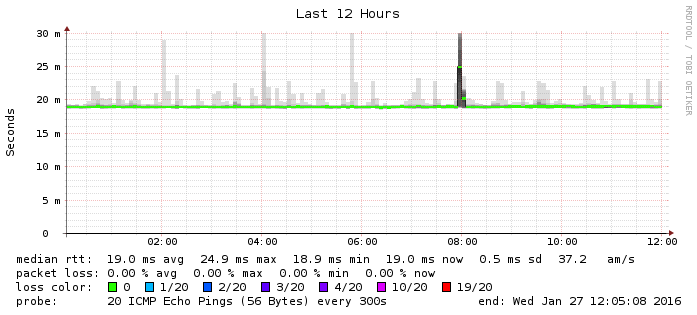 Last 12 Hours
RRDTOOL / TOBI OETIKER
Seconds
30 m
25 m
20 m
15 m
10 m
5 m
0
02:00 04:00 06:00 08:00 10:00 12:00
median rtt: 19.0 ms avg 24.9 ms max 18.9 ms min 19.0 ms now 0.5 ms sd 37.2 am/s
packet loss: 0.00 % avg 0.00 % max 0.00 % min 0.00 % now
loss color: 0 1/20 2/20 3/20 4/20 10/20 19/20
probe: 20 ICMP Echo Pings (56 Bytes) every 300s end: Wed Jan 27 12:05:08 2016